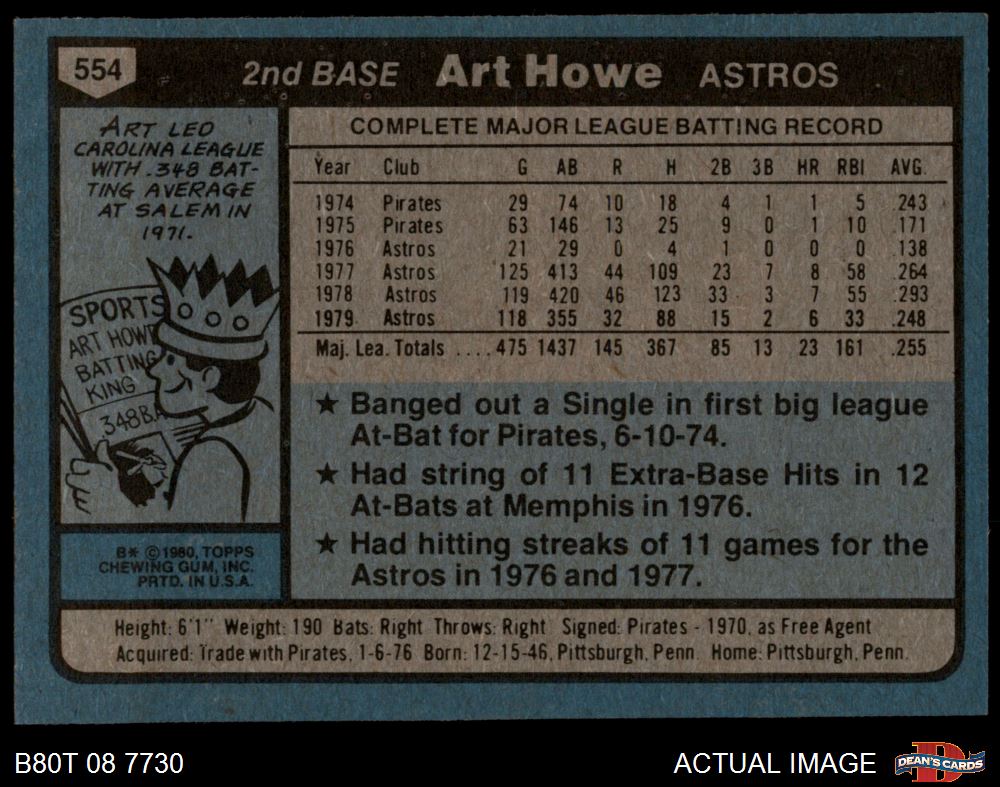 554
2nd BASE Art Howe ASTROS
ART LED
CAROLINA LEAGUE
WITH .348 BAT-
TING AVERAGE
AT SALEM IN
1971.
SPORTS
ART HOWE
BATTING
KING
.348 BA
B* © 1980, TOPPS
CHEWING GUM, INC.
PRTD. IN U.S.A.
COMPLETE MAJOR LEAGUE BATTING RECORD
Year Club G AB R H 2B 3B HR RBI AVG.
1974 Pirates 29 74 10 18 4 1 1 5 .243
1975 Pirates 63 146 13 25 9 0 1 10 .171
1976 Astros 21 29 0 4 1 0 0 0 .138
1977 Astros 125 413 44 109 23 7 8 58 .264
1978 Astros 119 420 46 123 33 3 7 55 .293
1979 Astros 118 355 32 88 15 2 6 33 .248
Maj. Lea. Totals .... 475 1437 145 367 85 13 23 161 .255
★ Banged out a Single in first big league
At-Bat for Pirates, 6-10-74.
★ Had string of 11 Extra-Base Hits in 12
At-Bats at Memphis in 1976.
★ Had hitting streaks of 11 games for the
Astros in 1976 and 1977.
Height: 6'1" Weight: 190 Bats: Right Throws: Right Signed: Pirates - 1970, as Free Agent
Acquired: Trade with Pirates, 1-6-76 Born: 12-15-46, Pittsburgh, Penn. Home: Pittsburgh, Penn.
B80T 08 7730
ACTUAL IMAGE
DEAN'S CARDS